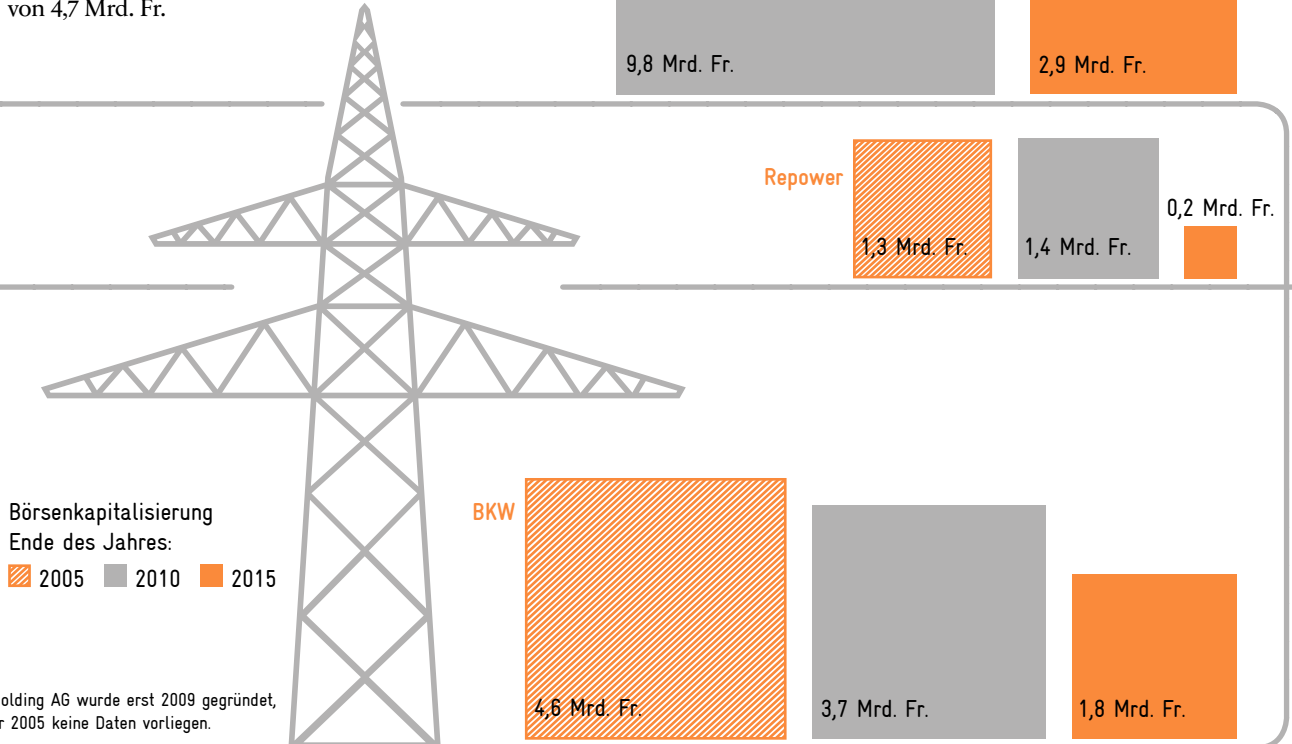 von 4,7 Mrd. Fr.
9,8 Mrd. Fr.
2,9 Mrd. Fr.
Repower
1,3 Mrd. Fr.
1,4 Mrd. Fr.
0,2 Mrd. Fr.
BKW
4,6 Mrd. Fr.
3,7 Mrd. Fr.
1,8 Mrd. Fr.
Börsenkapitalisierung
Ende des Jahres:
2005 2010 2015
olding AG wurde erst 2009 gegründet,
r 2005 keine Daten vorliegen.